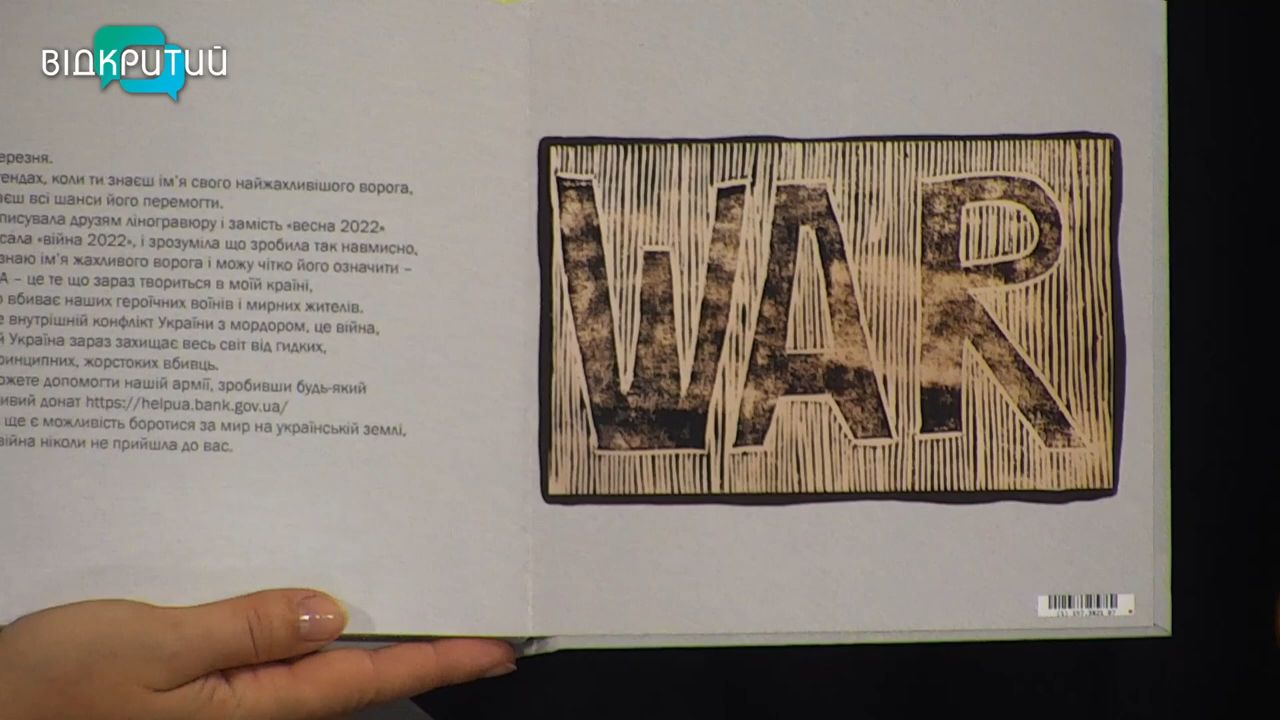 ВІДКРИТИЙ
ерезня.
ендах, коли ти знаєш ім'я свого найжахливішого ворога,
аєш всі шанси його перемогти.
писувала друзям ліногравюру і замість «весна 2022»
сала «війна 2022», і зрозуміла що зробила так навмисно,
знаю ім'я жахливого ворога і можу чітко його означити –
А – це те що зараз твориться в моїй країні,
о вбиває наших героїчних воїнів і мирних жителів.
е внутрішній конфлікт України з мордором, це війна,
й Україна зараз захищає весь світ від гидких,
ринципних, жорстоких вбивць.
ожете допомогти нашій армії, зробивши будь-який
ливий донат https://helpua.bank.gov.ua/
ще є можливість боротися за мир на українській землі,
війна ніколи не прийшла до вас.
WAR